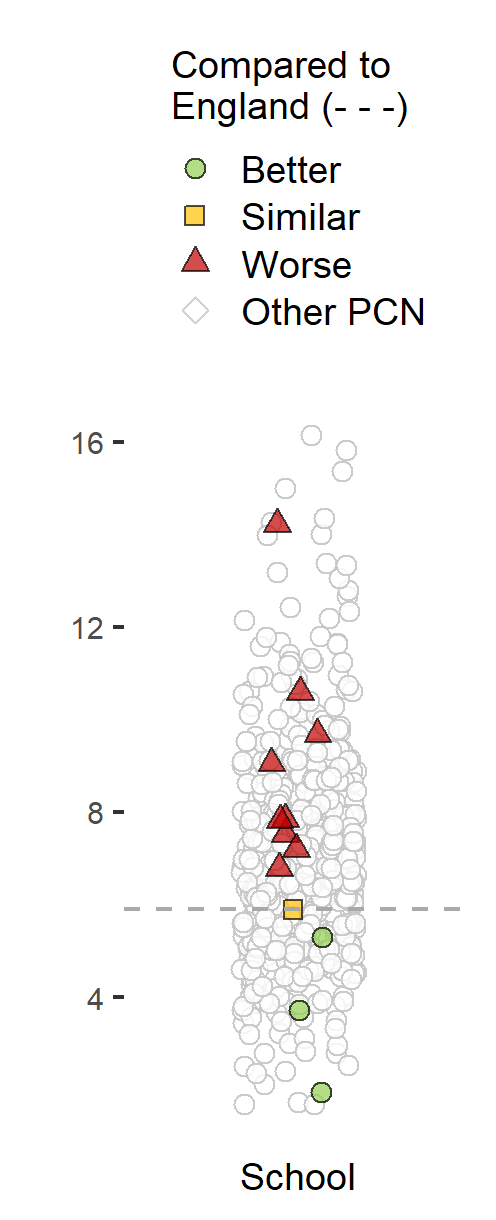 Compared to
England (- - -)
Better
Similar
Worse
Other PCN
16
12
8
4
School